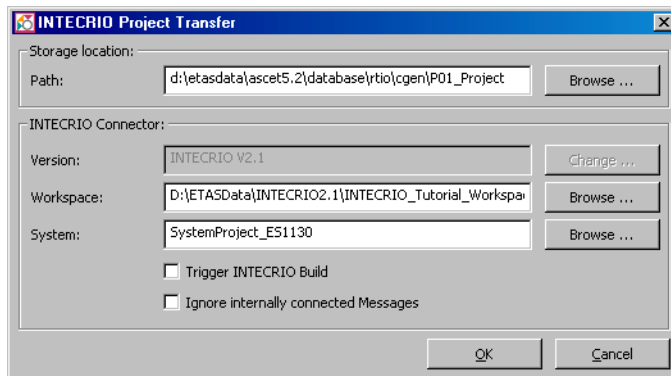 INTECRIO Project Transfer
Storage location:
Path: d:\etasdata\ascet5.2\database\rtio\cgen\P01_Project Browse ...
INTECRIO Connector:
Version: INTECRIO V2.1 Change ...
Workspace: D:\ETASData\INTECRIO2.1\INTECRIO_Tutorial_Workspa Browse ...
System: SystemProject_ES1130 Browse ...
Trigger INTECRIO Build
Ignore internally connected Messages
OK Cancel